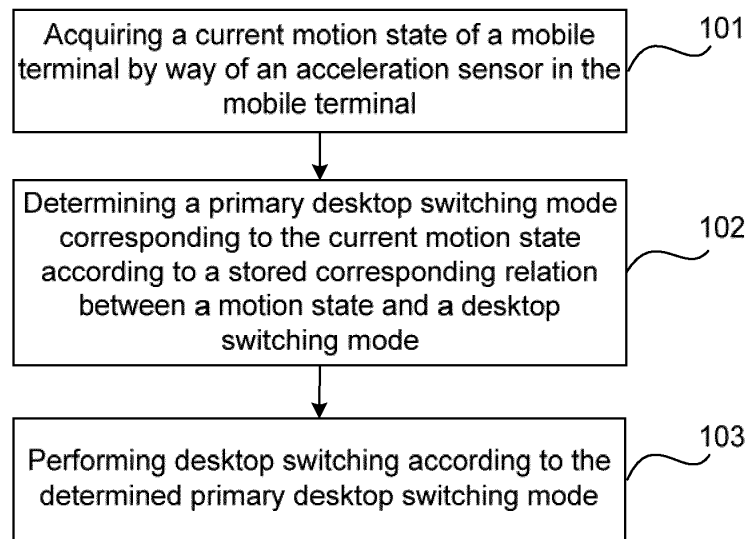 Acquiring a current motion state of a mobile
terminal by way of an acceleration sensor in the
mobile terminal
101
Determining a primary desktop switching mode
corresponding to the current motion state
according to a stored corresponding relation
between a motion state and a desktop
switching mode
102
Performing desktop switching according to the
determined primary desktop switching mode
103